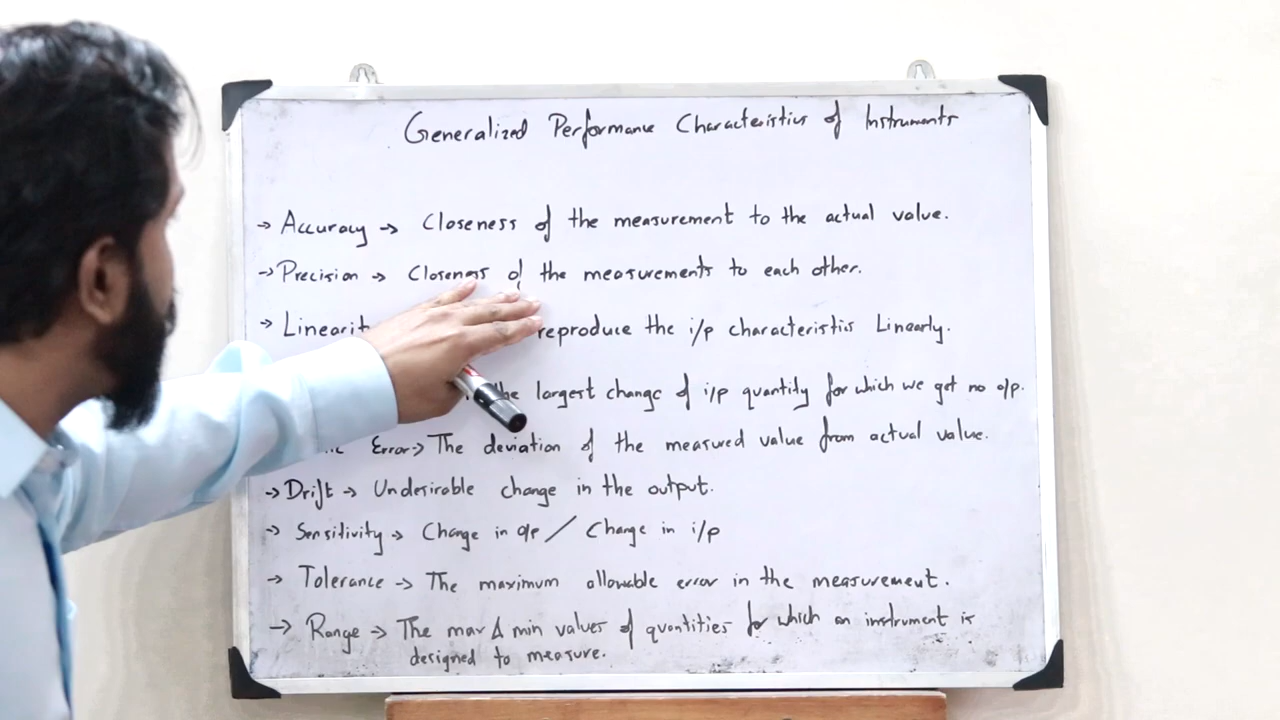 Generalized Performance Characteristics of Instruments
→ Accuracy → Closeness of the measurement to the actual value.
→ Precision → Closeness of the measurements to each other.
→ reproduce the i/p characteristics Linearly.
the largest change of i/p quantity for which we get no o/p.
Error → The deviation of the measured value from actual value.
→ Drift → Undesirable change in the output.
→ Sensitivity → Change in o/p / Change in i/p
→ Tolerance → The maximum allowable error in the measurement.
→ Range → The max & min values of quantities for which an instrument is
designed to measure.